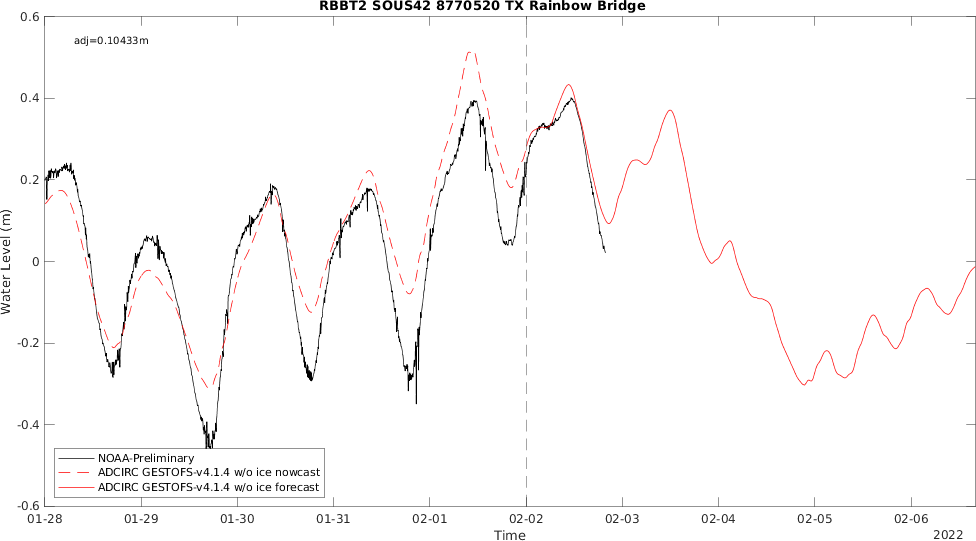 RBBT2 SOUS42 8770520 TX Rainbow Bridge
adj=0.10433m
0.6
0.4
0.2
0
-0.2
-0.4
-0.6
Water Level (m)
NOAA-Preliminary
ADCIRC GESTOFS-v4.1.4 w/o ice nowcast
ADCIRC GESTOFS-v4.1.4 w/o ice forecast
01-28 01-29 01-30 01-31 02-01 02-02 02-03 02-04 02-05 02-06
Time
2022